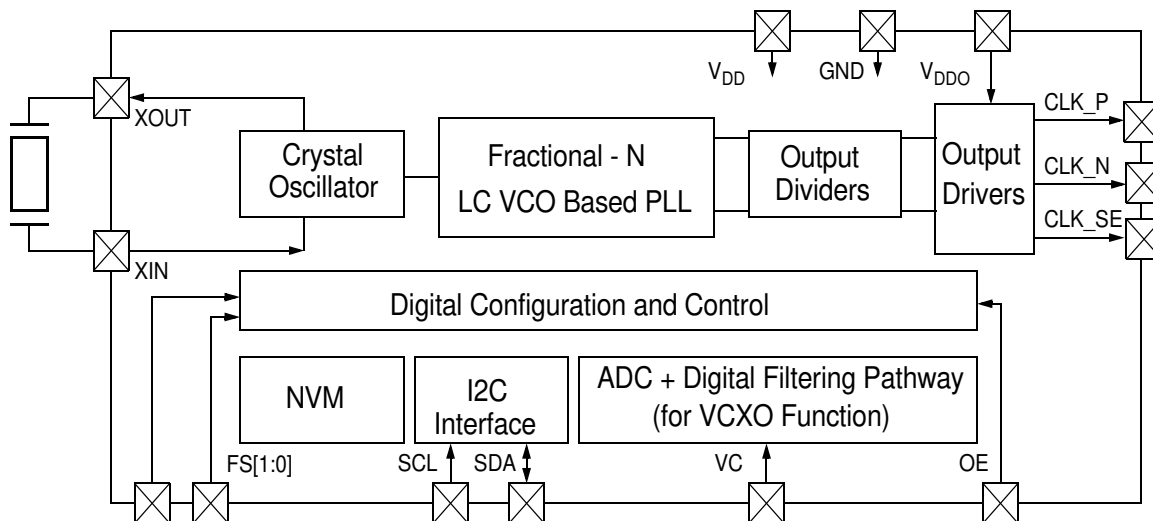 V_DD
GND
V_DDO
XOUT
CLK_P
Crystal
Oscillator
Fractional - N
LC VCO Based PLL
Output
Dividers
Output
Drivers
CLK_N
CLK_SE
XIN
Digital Configuration and Control
NVM
I2C
Interface
ADC + Digital Filtering Pathway
(for VCXO Function)
FS[1:0]
SCL
SDA
VC
OE